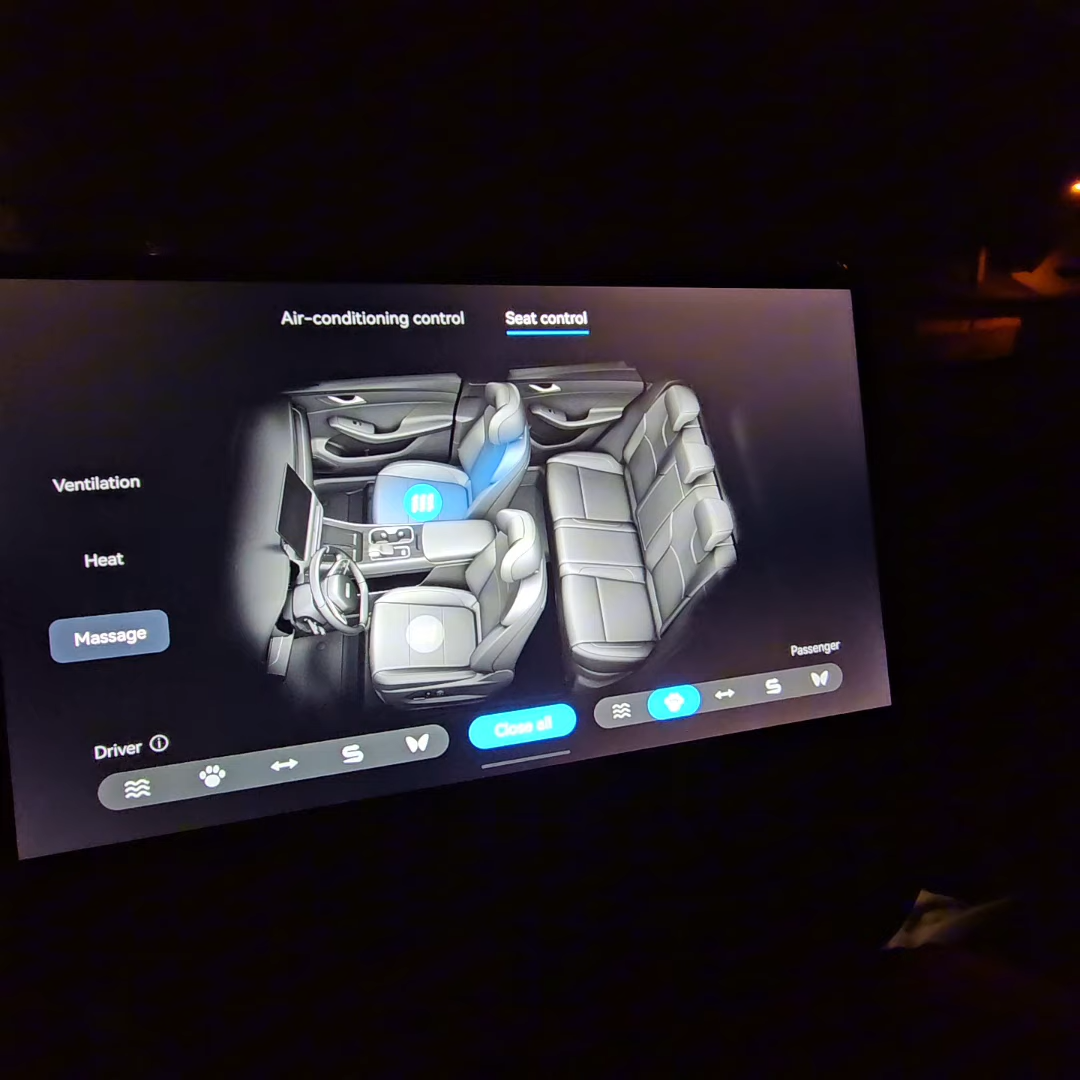 Air-conditioning control
Seat control
Ventilation
Heat
Massage
Passenger
Close all
Driver